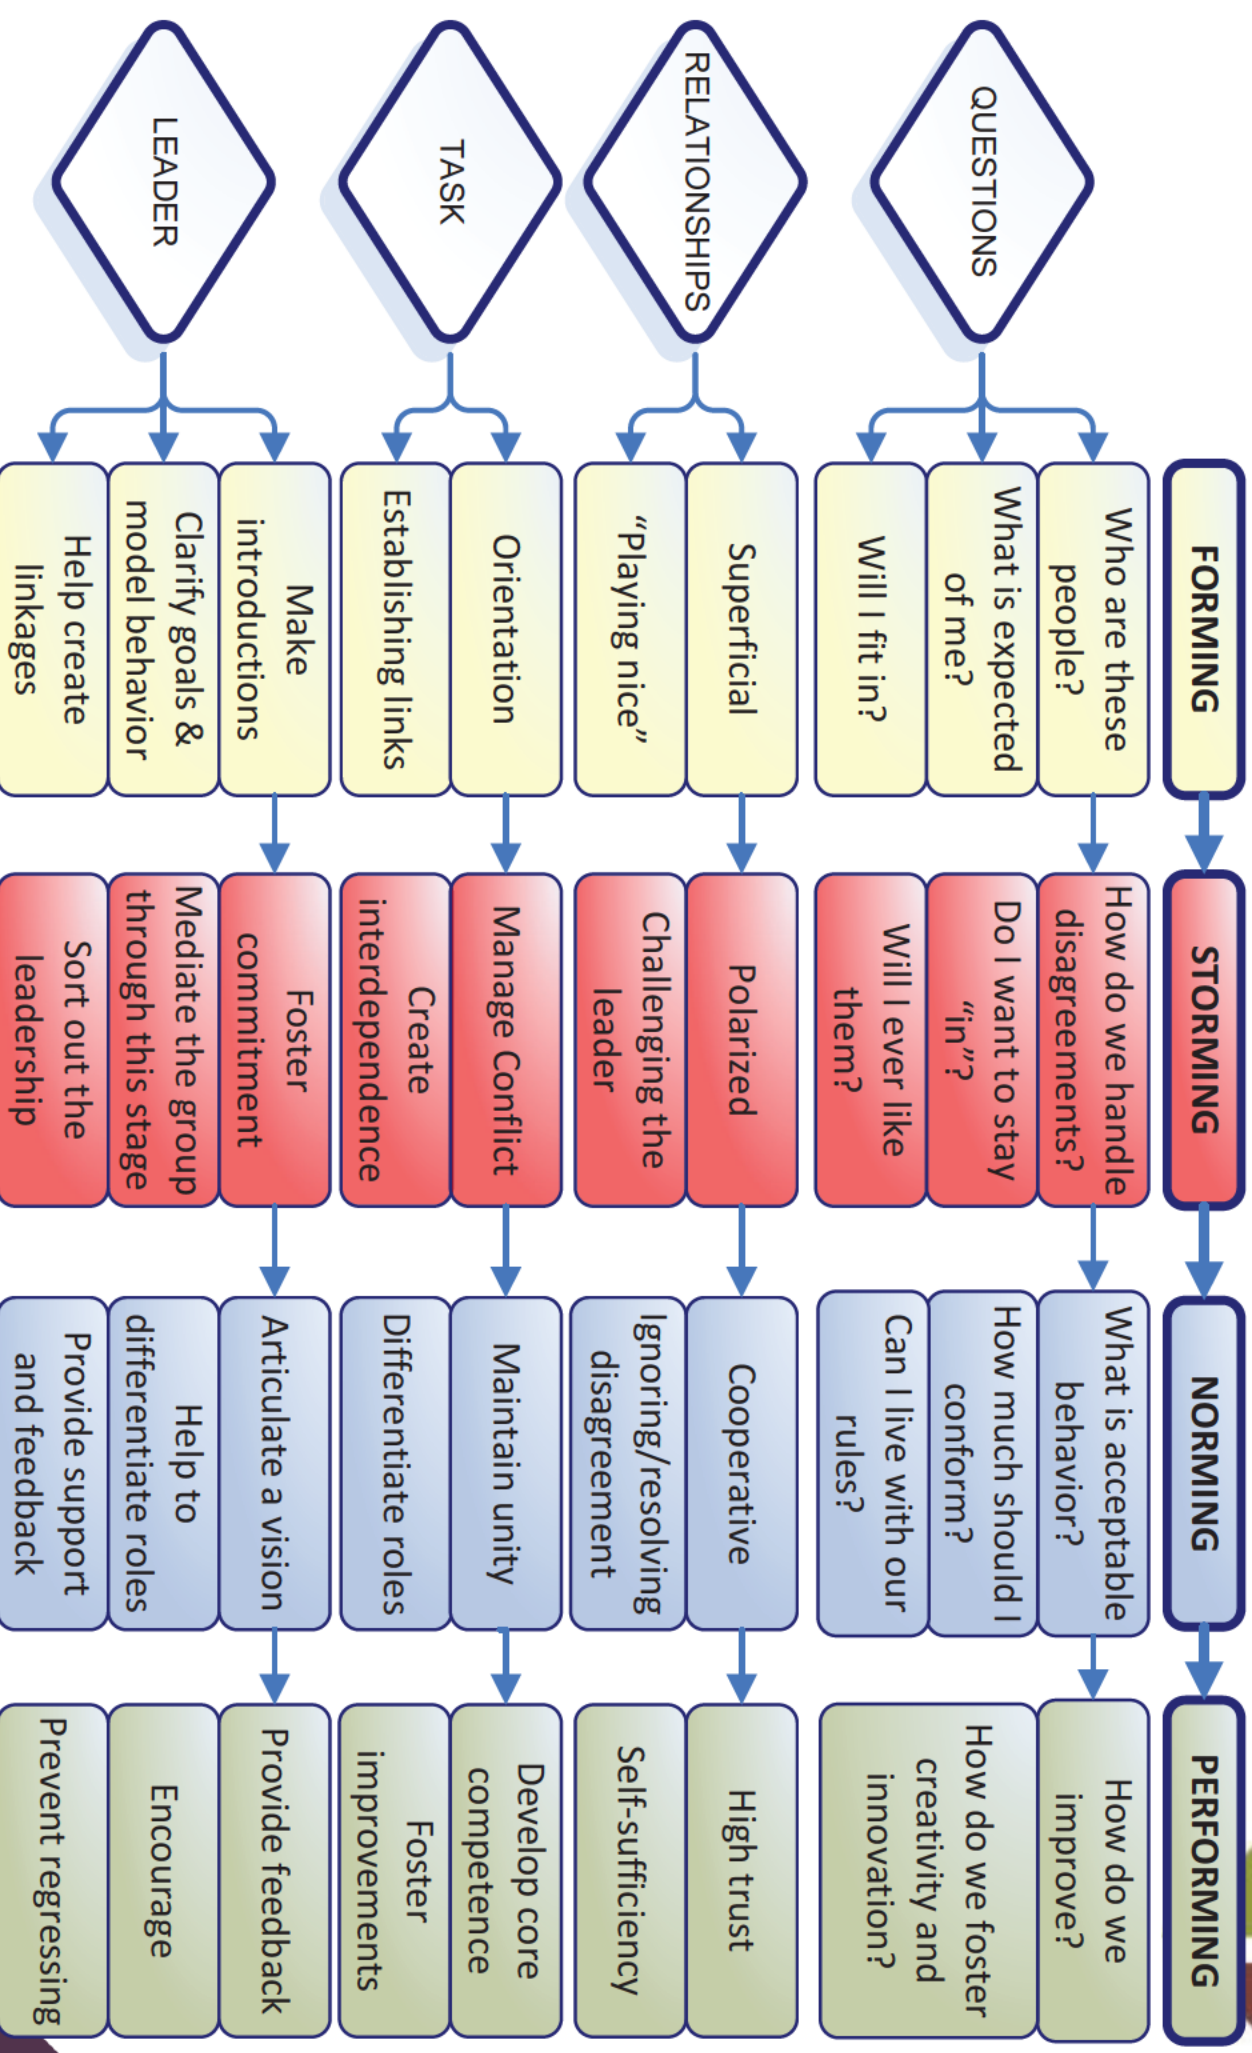 FORMING
STORMING
NORMING
PERFORMING
QUESTIONS
Who are these
people?
What is expected
of me?
Will I fit in?
How do we handle
disagreements?
Do I want to stay
“in”?
Will I ever like
them?
What is acceptable
behavior?
How much should I
conform?
Can I live with our
rules?
How do we
improve?
How do we foster
creativity and
innovation?
RELATIONSHIPS
Superficial
“Playing nice”
Polarized
Challenging the
leader
Cooperative
Ignoring/resolving
disagreement
High trust
Self-sufficiency
TASK
Orientation
Establishing links
Manage Conflict
Create
interdependence
Maintain unity
Differentiate roles
Develop core
competence
Foster
improvements
LEADER
Make
introductions
Clarify goals &
model behavior
Help create
linkages
Foster
commitment
Mediate the group
through this stage
Sort out the
leadership
Articulate a vision
Help to
differentiate roles
Provide support
and feedback
Provide feedback
Encourage
Prevent regressing